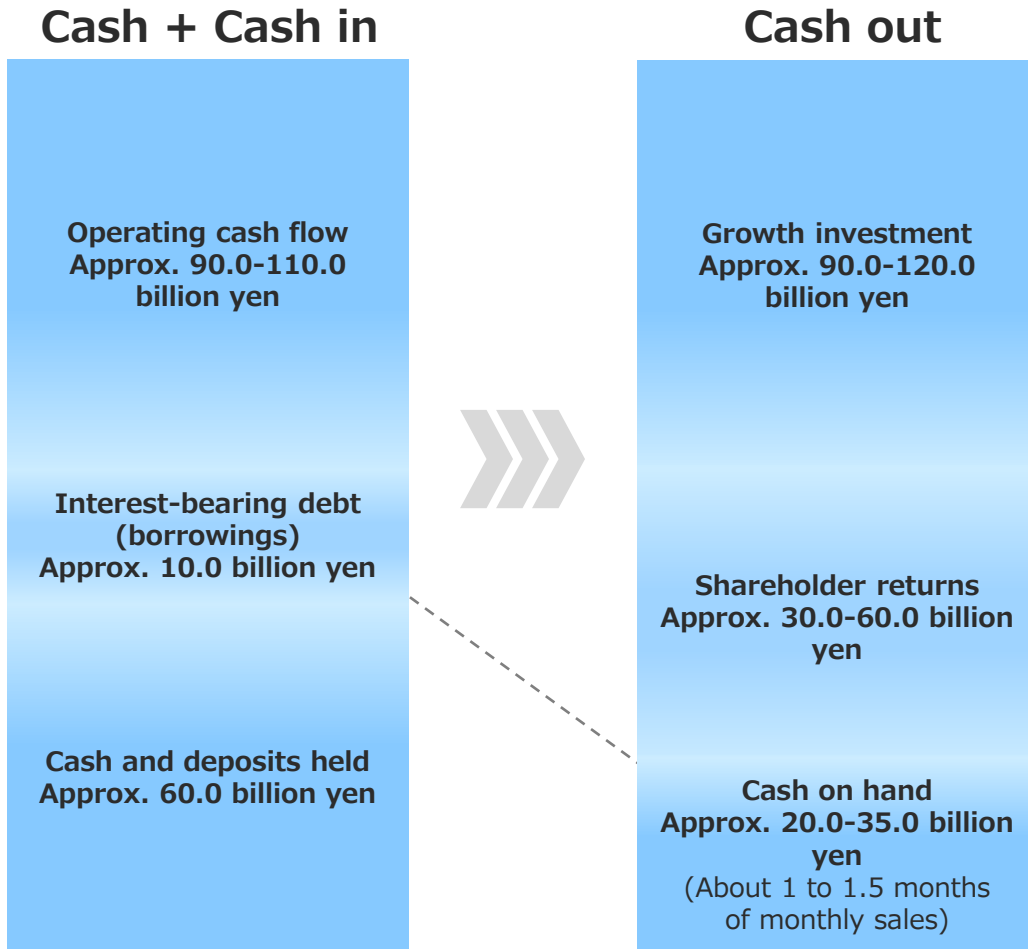 Cash + Cash in
Cash out
Operating cash flow
Approx. 90.0-110.0
billion yen
Growth investment
Approx. 90.0-120.0
billion yen
Interest-bearing debt
(borrowings)
Approx. 10.0 billion yen
Shareholder returns
Approx. 30.0-60.0 billion
yen
Cash and deposits held
Approx. 60.0 billion yen
Cash on hand
Approx. 20.0-35.0 billion
yen
(About 1 to 1.5 months
of monthly sales)